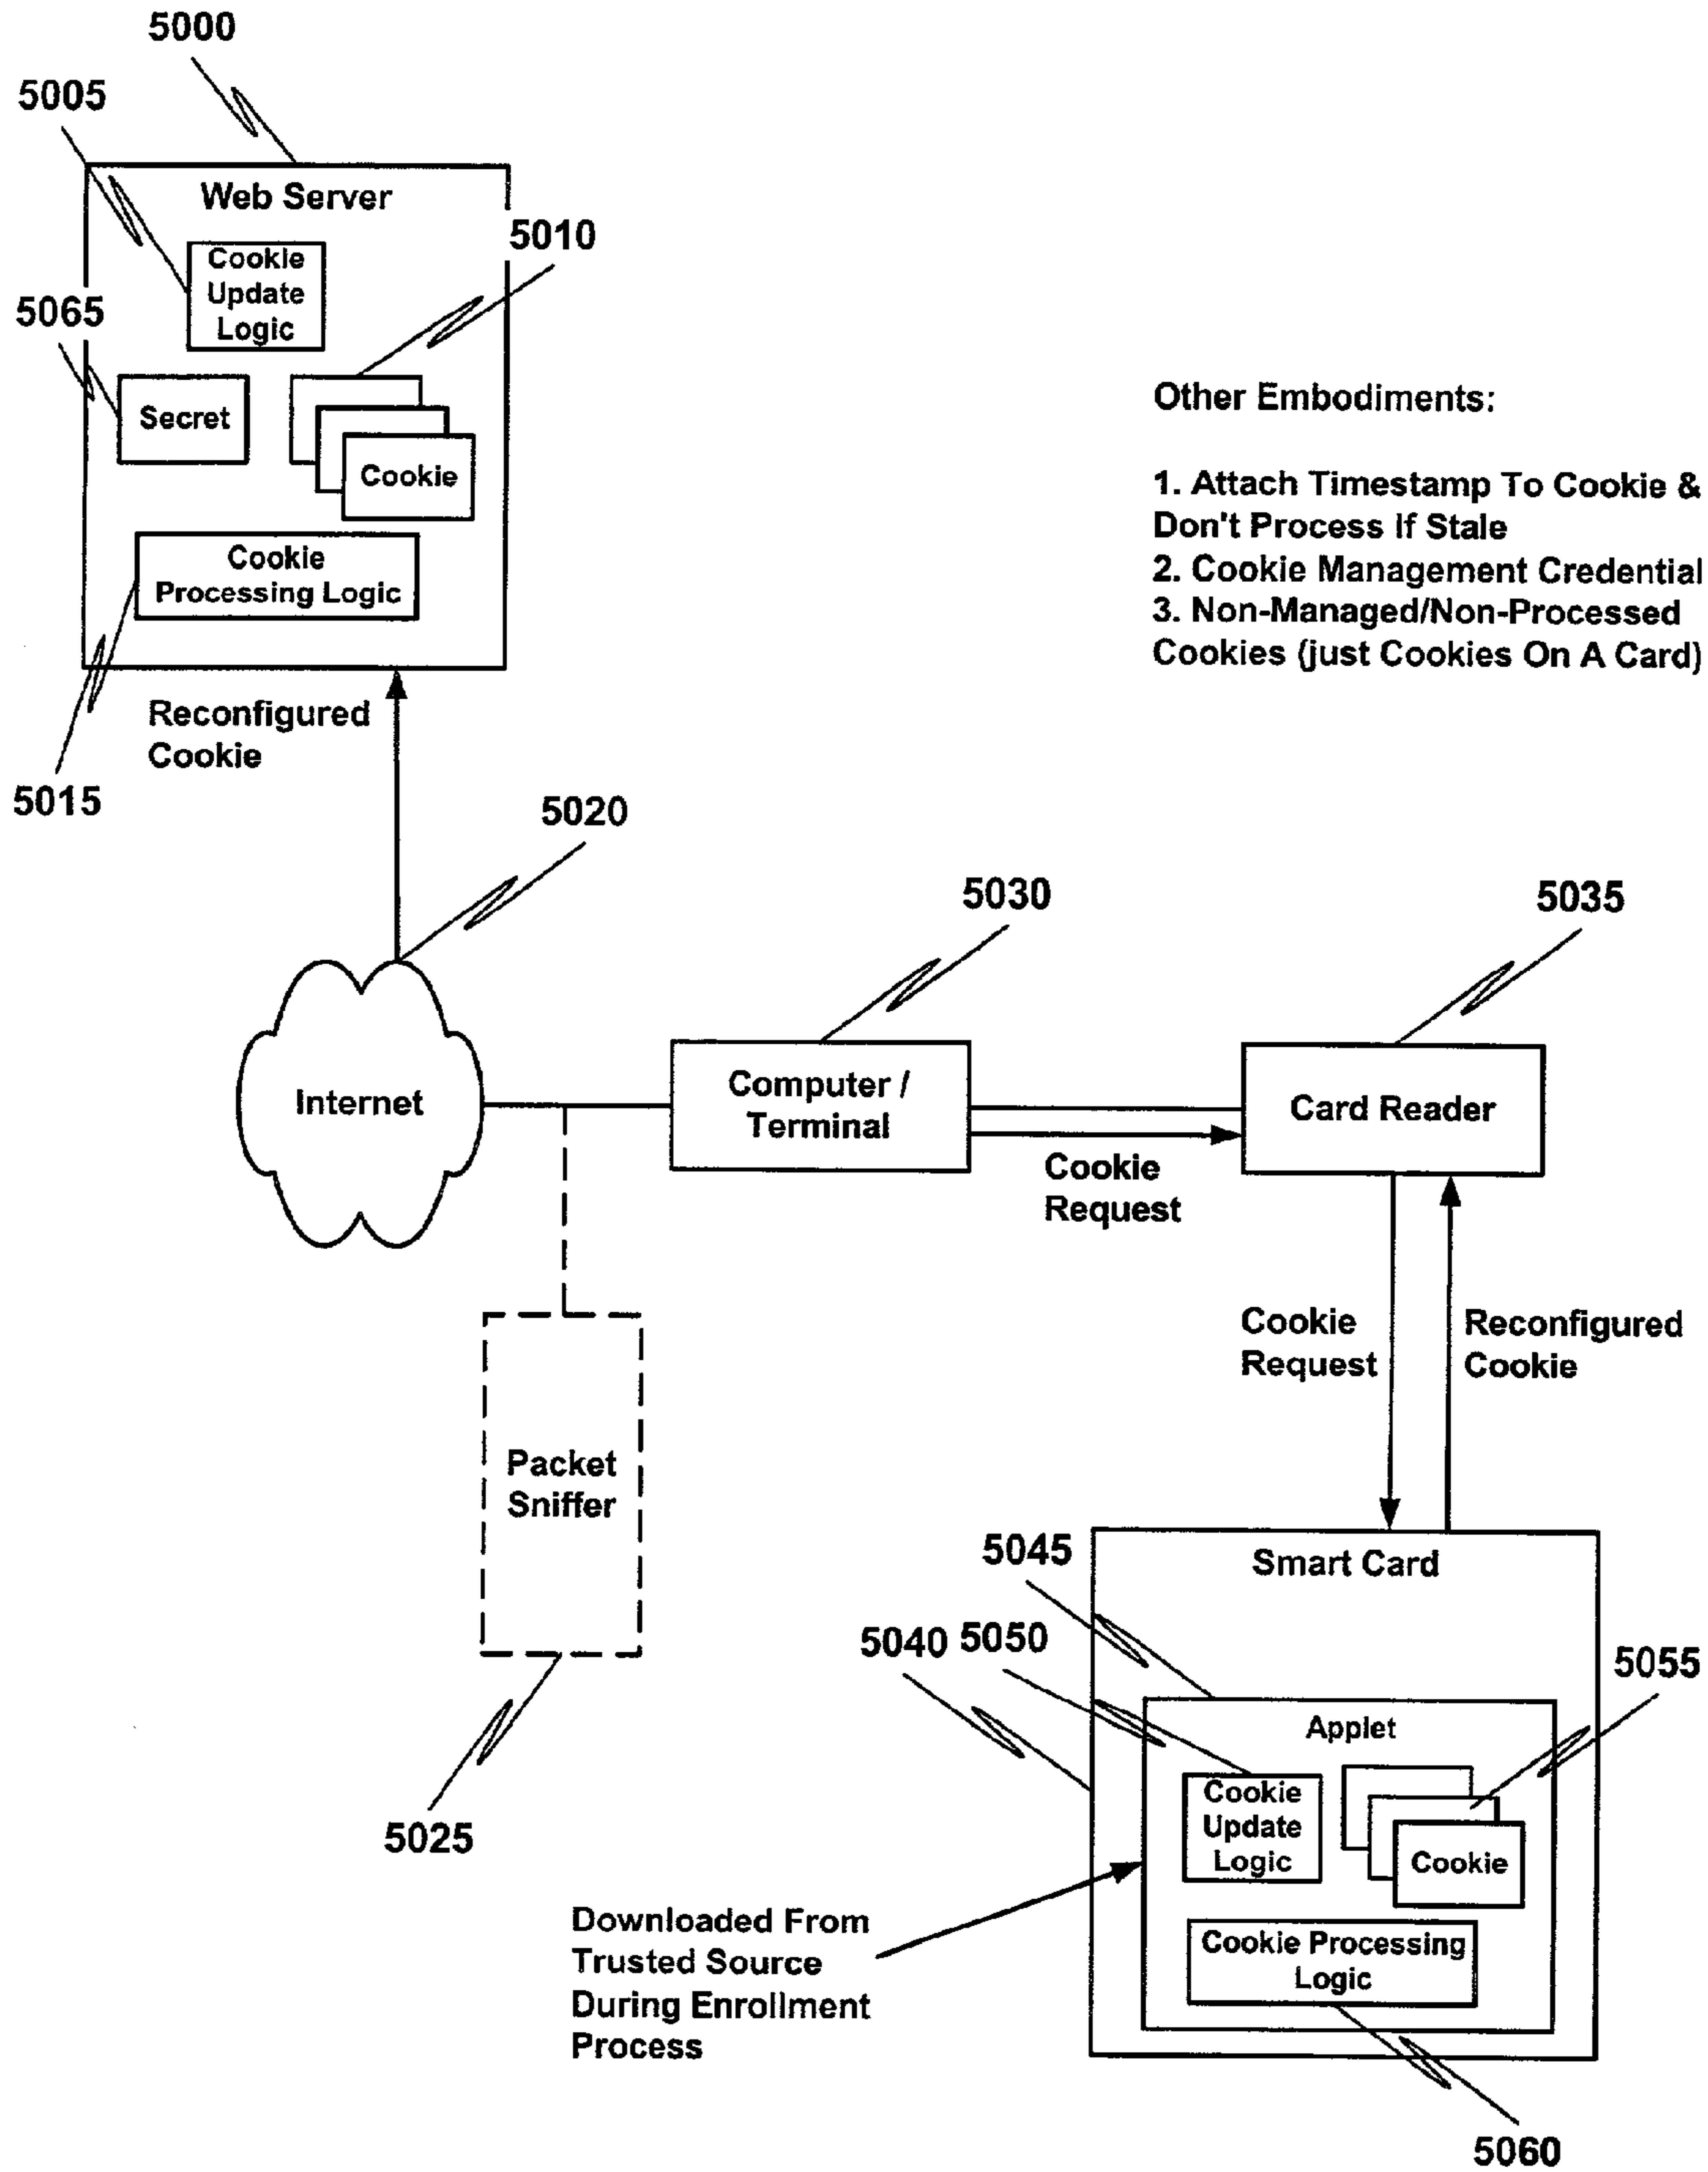 5000
5005
Web Server
5010
Cookie
Update
Logic
5065
Secret
Cookie
Cookie
Processing Logic
Other Embodiments:
1. Attach Timestamp To Cookie &
Don't Process If Stale
2. Cookie Management Credential
3. Non-Managed/Non-Processed
Cookies (just Cookies On A Card)
Reconfigured
Cookie
5015
5020
5030
5035
Internet
Computer /
Terminal
Card Reader
Cookie
Request
Cookie
Request
Reconfigured
Cookie
Packet
Sniffer
5025
5045
Smart Card
5040
5050
5055
Applet
Cookie
Update
Logic
Cookie
Cookie Processing
Logic
Downloaded From
Trusted Source
During Enrollment
Process
5060